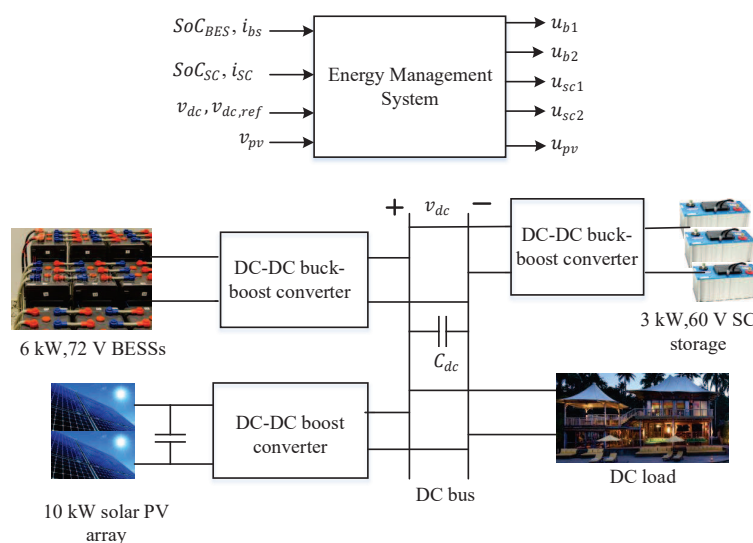 SoC_BES, i_bs
SoC_SC, i_SC
v_dc, v_dc,ref
v_pv
Energy Management
System
u_b1
u_b2
u_sc1
u_sc2
u_pv
+
v_dc
−
DC-DC buck-
boost converter
DC-DC buck-
boost converter
6 kW,72 V BESSs
3 kW,60 V SC
storage
C_dc
DC-DC boost
converter
10 kW solar PV
array
DC bus
DC load